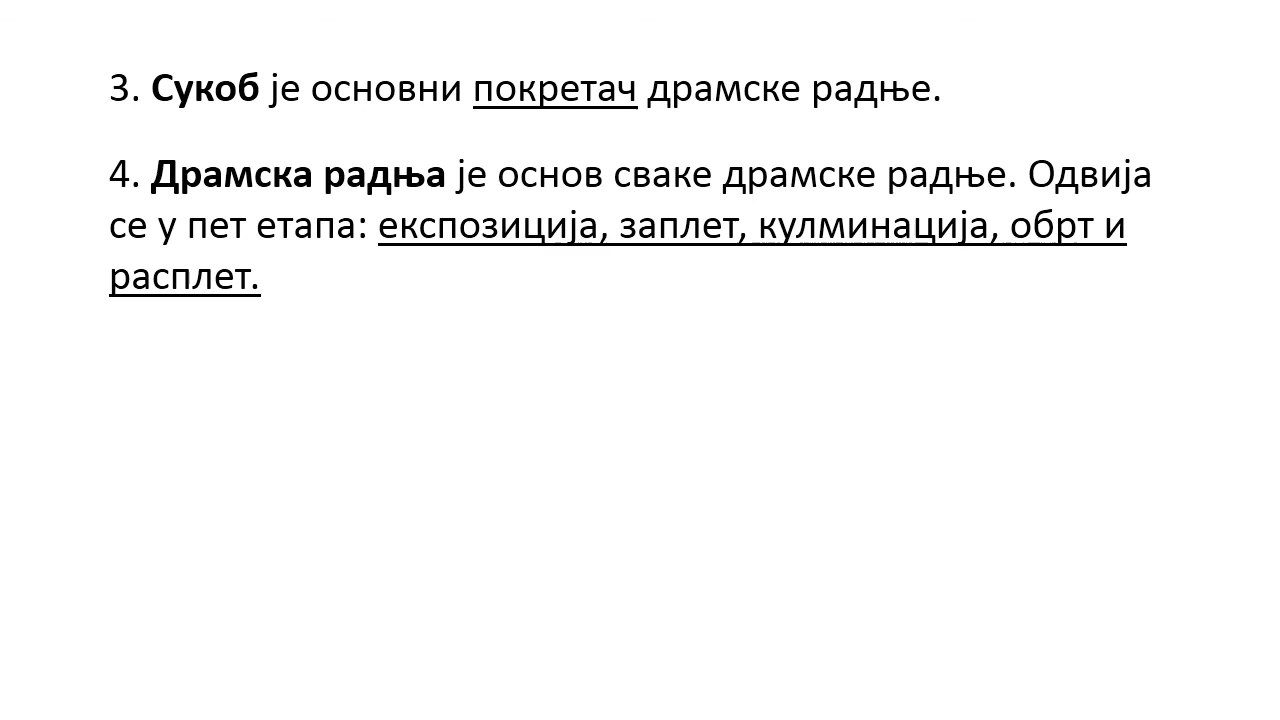 3. Сукоб је основни покретач драмске радње.
4. Драмска радња је основ сваке драмске радње. Одвија
се у пет етапа: експозиција, заплет, кулминација, обрт и
расплет.